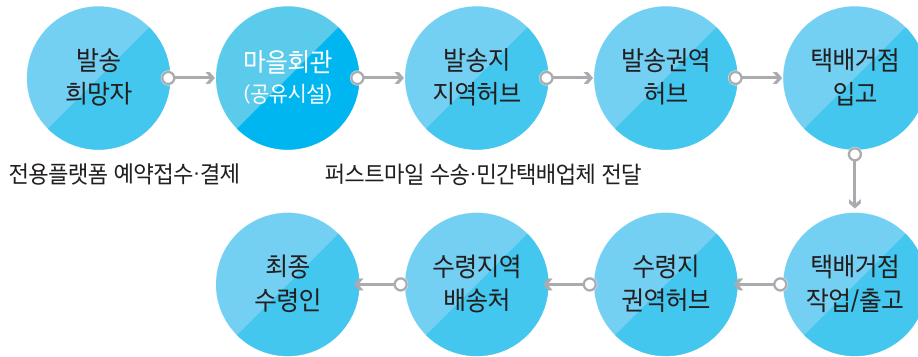 발송
희망자
마을회관
(공유시설)
발송지
지역허브
발송권역
허브
택배거점
입고
전용플랫폼 예약접수·결제
퍼스트마일 수송·민간택배업체 전달
택배거점
작업/출고
수령지
권역허브
수령지역
배송처
최종
수령인